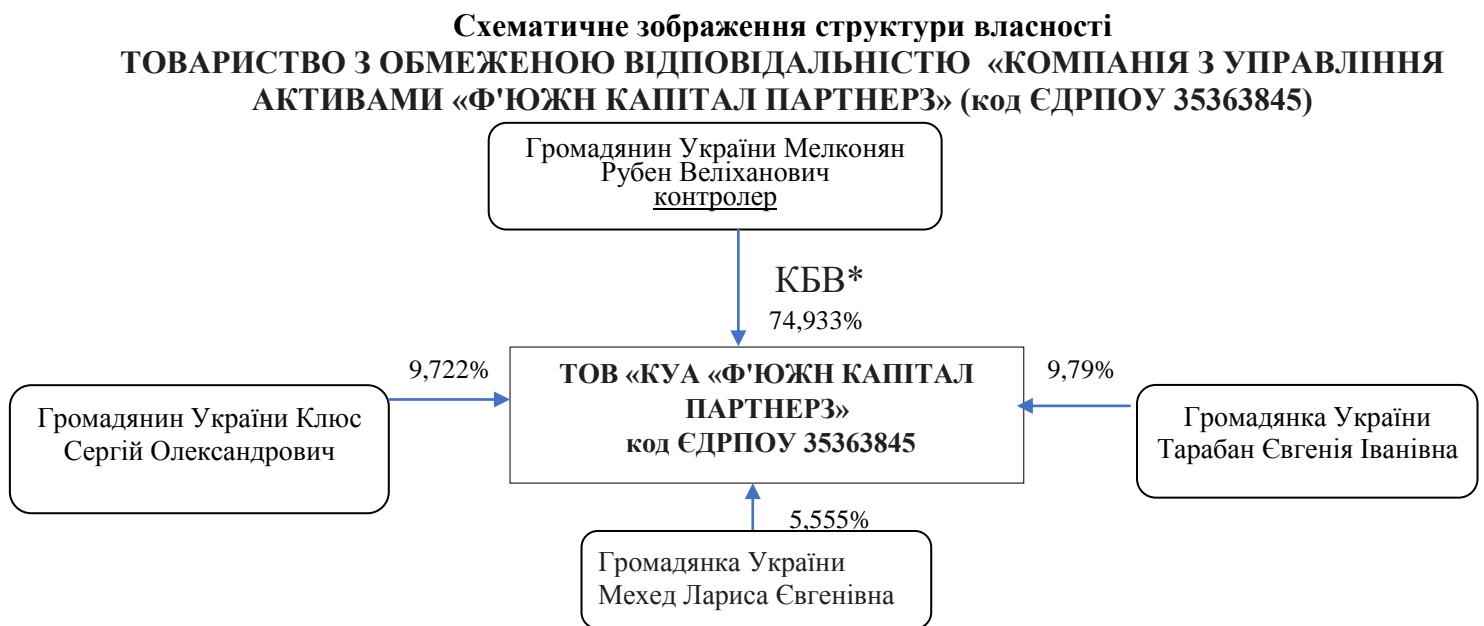 Схематичне зображення структури власності
ТОВАРИСТВО З ОБМЕЖЕНОЮ ВІДПОВІДАЛЬНІСТЮ «КОМПАНІЯ З УПРАВЛІННЯ
АКТИВАМИ «Ф'ЮЖН КАПІТАЛ ПАРТНЕРЗ» (код ЄДРПОУ 35363845)
Громадянин України Мелконян
Рубен Веліханович
контролер
КБВ*
74,933%
9,722%
Громадянин України Клюс
Сергій Олександрович
ТОВ «КУА «Ф'ЮЖН КАПІТАЛ
ПАРТНЕРЗ»
код ЄДРПОУ 35363845
9,79%
Громадянка України
Тарабан Євгенія Іванівна
5,555%
Громадянка України
Мехед Лариса Євгенівна